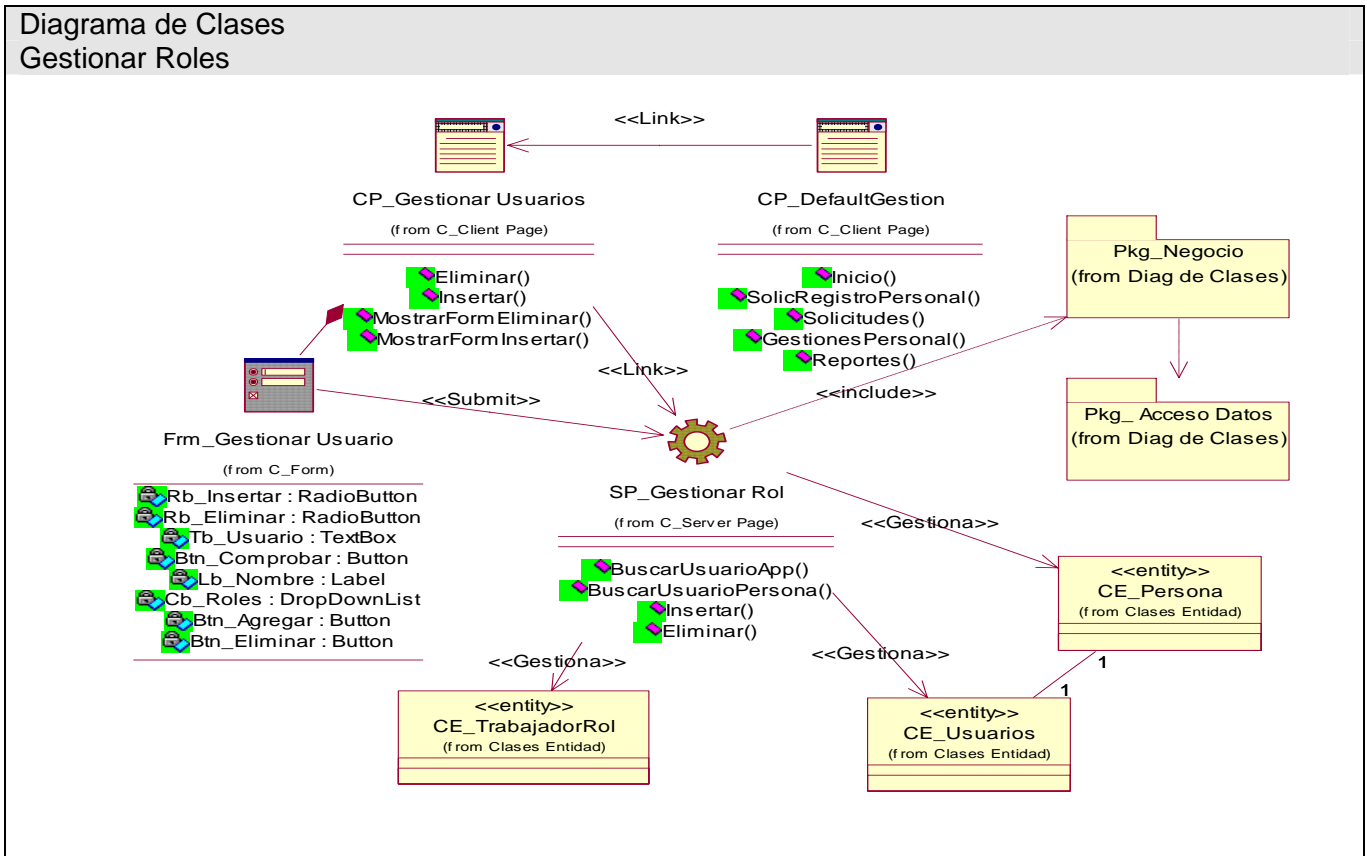 Diagrama de Clases
Gestionar Roles
<<Link>>
CP_Gestionar Usuarios
(from C_Client Page)
Eliminar()
Insertar()
MostrarFormEliminar()
MostrarFormInsertar()
CP_DefaultGestion
(from C_Client Page)
Inicio()
SolicRegistroPersonal()
Solicitudes()
GestionesPersonal()
Reportes()
Pkg_Negocio
(from Diag de Clases)
<<Link>>
<<Submit>>
<<include>>
Pkg_ Acceso Datos
(from Diag de Clases)
Frm_Gestionar Usuario
(from C_Form)
Rb_Insertar : RadioButton
Rb_Eliminar : RadioButton
Tb_Usuario : TextBox
Btn_Comprobar : Button
Lb_Nombre : Label
Cb_Roles : DropDownList
Btn_Agregar : Button
Btn_Eliminar : Button
SP_Gestionar Rol
(from C_Server Page)
BuscarUsuarioApp()
BuscarUsuarioPersona()
Insertar()
Eliminar()
<<Gestiona>>
<<entity>>
CE_Persona
(from Clases Entidad)
1
1
<<Gestiona>>
<<Gestiona>>
<<entity>>
CE_TrabajadorRol
(from Clases Entidad)
<<entity>>
CE_Usuarios
(from Clases Entidad)